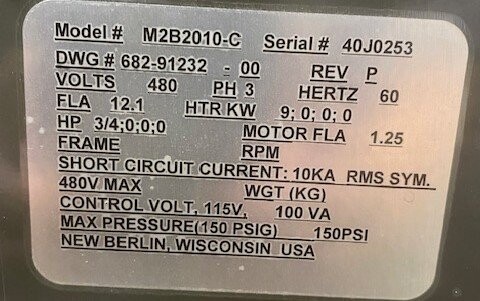 Model # M2B2010-C Serial # 40J0253
DWG # 682-91232 - 00 REV P
VOLTS 480 PH 3 HERTZ 60
FLA 12.1 HTR KW 9; 0; 0; 0
HP 3/4;0;0;0 MOTOR FLA 1.25
FRAME RPM
SHORT CIRCUIT CURRENT: 10KA RMS SYM.
480V MAX WGT (KG)
CONTROL VOLT, 115V, 100 VA
MAX PRESSURE(150 PSIG) 150PSI
NEW BERLIN, WISCONSIN USA